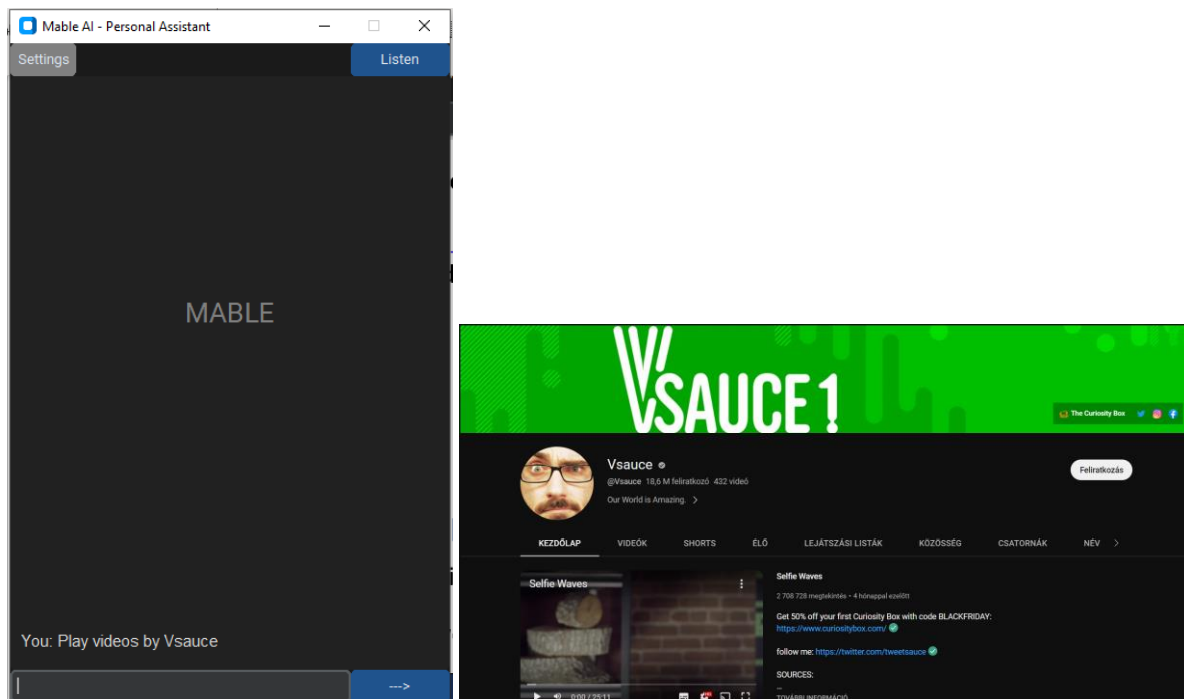 Mable AI - Personal Assistant
Settings
Listen
MABLE
You: Play videos by Vsauce
--->
VSAUCE1
The Curiosity Box
Vsauce
@Vsauce 18,6 M feliratkozó 432 videó
Our World is Amazing. >
Feliratkozás
KEZDŐLAP VIDEÓK SHORTS ÉLŐ LEJÁTSZÁSI LISTÁK KÖZÖSSÉG CSATORNÁK NÉV >
Selfie Waves
0:00 / 25:11
Selfie Waves
2 708 728 megtekintés • 4 hónappal ezelőtt
Get 50% off your first Curiosity Box with code BLACKFRIDAY:
https://www.curiositybox.com/
follow me: https://twitter.com/tweetsauce
SOURCES:
...
TOVÁBBI INFORMÁCIÓ